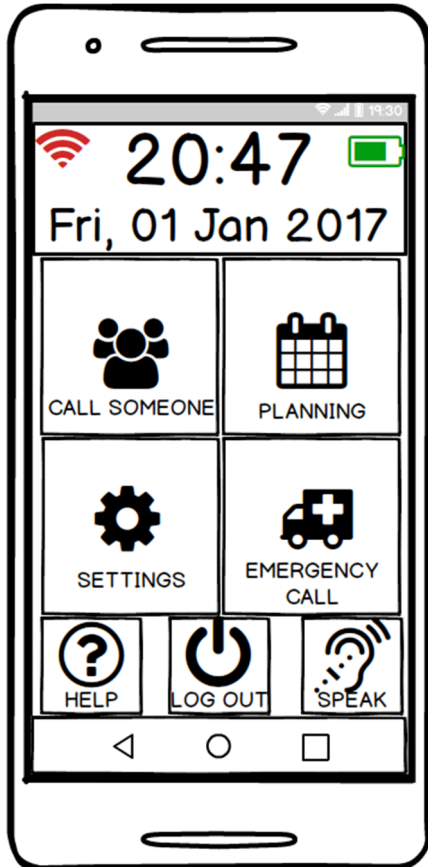 19:30
20:47
Fri, 01 Jan 2017
CALL SOMEONE
PLANNING
SETTINGS
EMERGENCY
CALL
?
HELP
LOG OUT
SPEAK